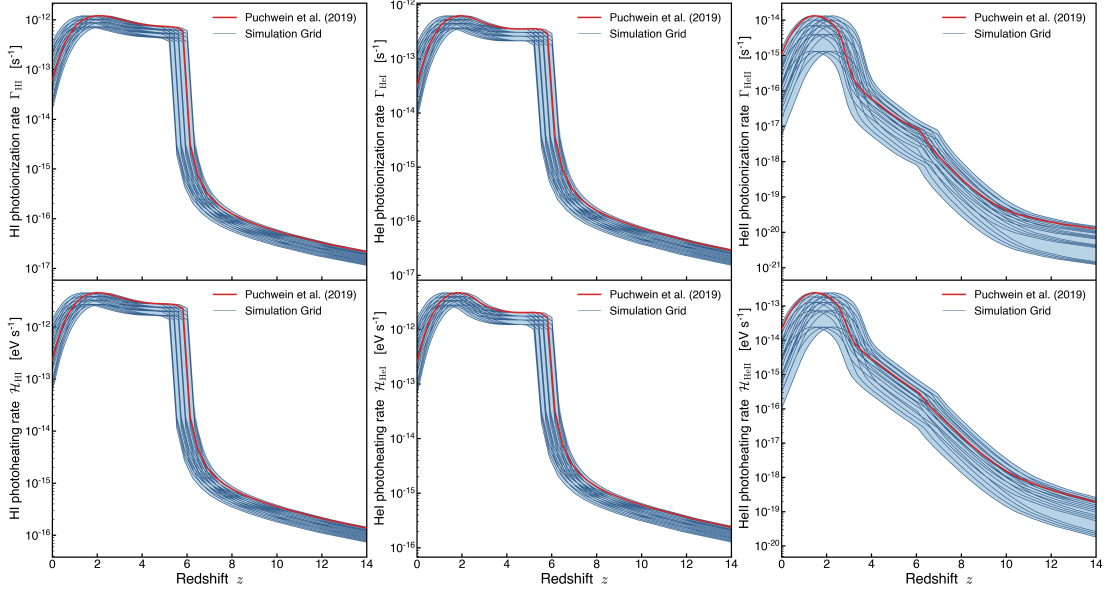 HI photoionization rate Γ_HI [s⁻¹]
10⁻¹²
10⁻¹³
10⁻¹⁴
10⁻¹⁵
10⁻¹⁶
10⁻¹⁷
Puchwein et al. (2019)
Simulation Grid
HeI photoionization rate Γ_HeI [s⁻¹]
10⁻¹²
10⁻¹³
10⁻¹⁴
10⁻¹⁵
10⁻¹⁶
10⁻¹⁷
Puchwein et al. (2019)
Simulation Grid
HeII photoionization rate Γ_HeII [s⁻¹]
10⁻¹⁴
10⁻¹⁵
10⁻¹⁶
10⁻¹⁷
10⁻¹⁸
10⁻¹⁹
10⁻²⁰
10⁻²¹
Puchwein et al. (2019)
Simulation Grid
HI photoheating rate ℋ_HI [eV s⁻¹]
10⁻¹²
10⁻¹³
10⁻¹⁴
10⁻¹⁵
10⁻¹⁶
Puchwein et al. (2019)
Simulation Grid
0 2 4 6 8 10 12 14
Redshift z
HeI photoheating rate ℋ_HeI [eV s⁻¹]
10⁻¹²
10⁻¹³
10⁻¹⁴
10⁻¹⁵
10⁻¹⁶
Puchwein et al. (2019)
Simulation Grid
0 2 4 6 8 10 12 14
Redshift z
HeII photoheating rate ℋ_HeII [eV s⁻¹]
10⁻¹³
10⁻¹⁴
10⁻¹⁵
10⁻¹⁶
10⁻¹⁷
10⁻¹⁸
10⁻¹⁹
10⁻²⁰
Puchwein et al. (2019)
Simulation Grid
0 2 4 6 8 10 12 14
Redshift z